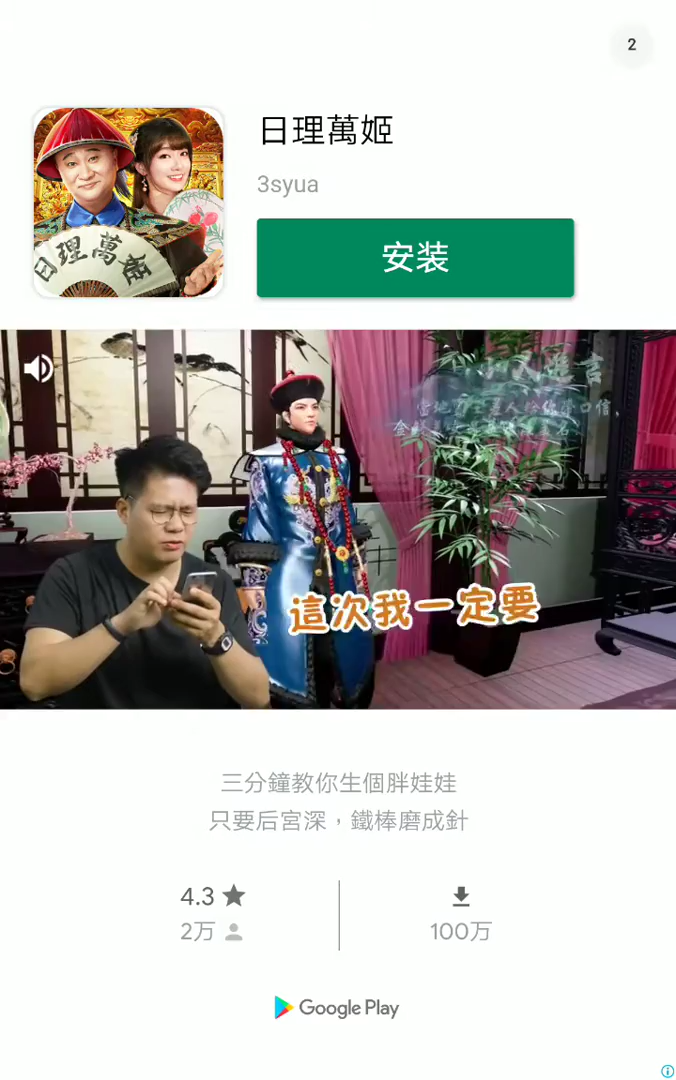 2
日理萬姬
3syua
安装
日理萬姬
這次我一定要
三分鐘教你生個胖娃娃
只要后宮深，鐵棒磨成針
4.3
2万
100万
Google Play